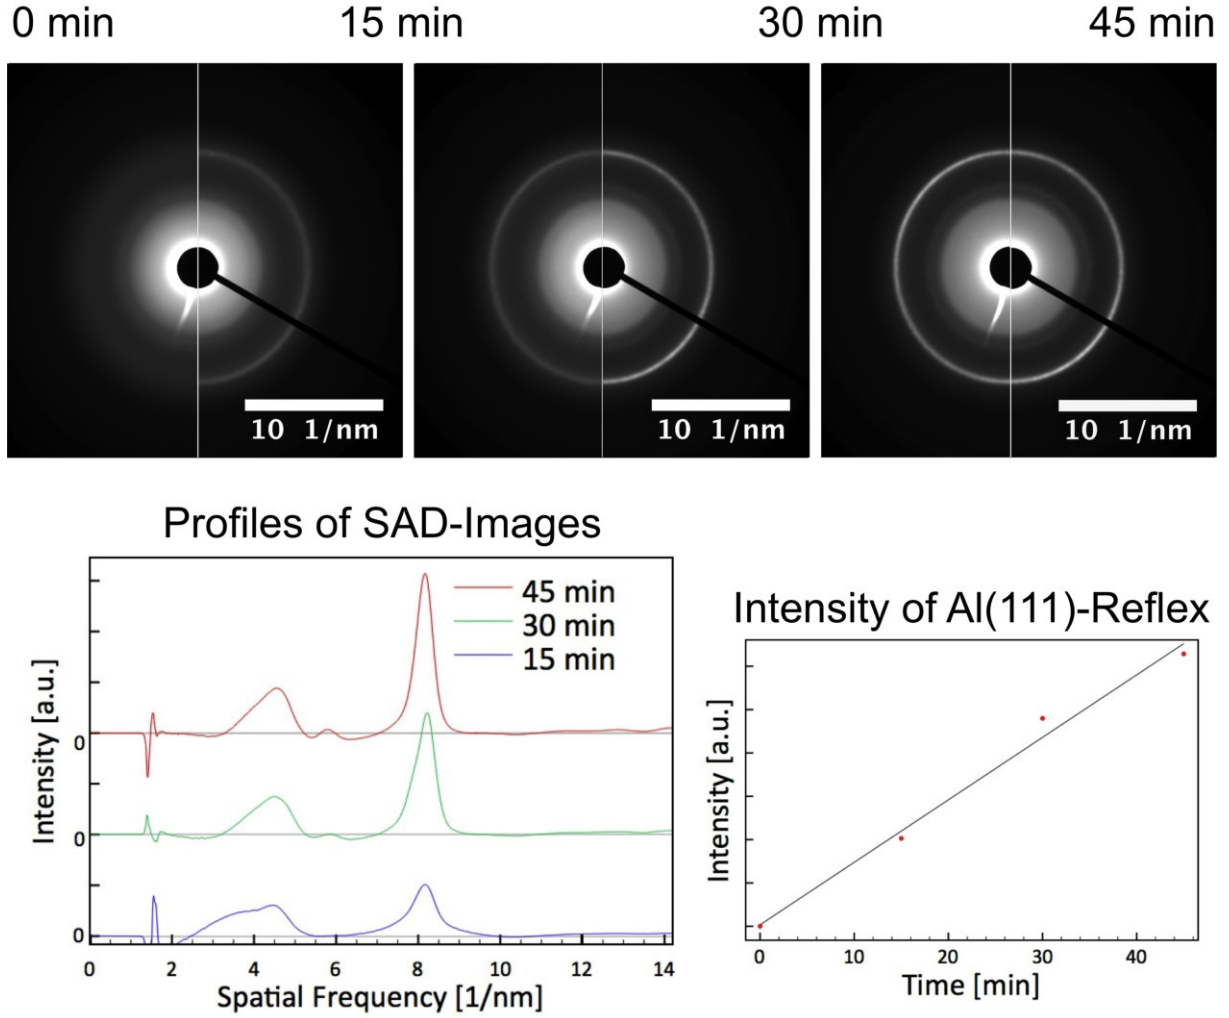 0 min 15 min 30 min 45 min
10 1/nm 10 1/nm 10 1/nm
Profiles of SAD-Images
45 min
30 min
15 min
Intensity [a.u.]
0
0
0
0 2 4 6 8 10 12 14
Spatial Frequency [1/nm]
Intensity of Al(111)-Reflex
Intensity [a.u.]
0 10 20 30 40
Time [min]